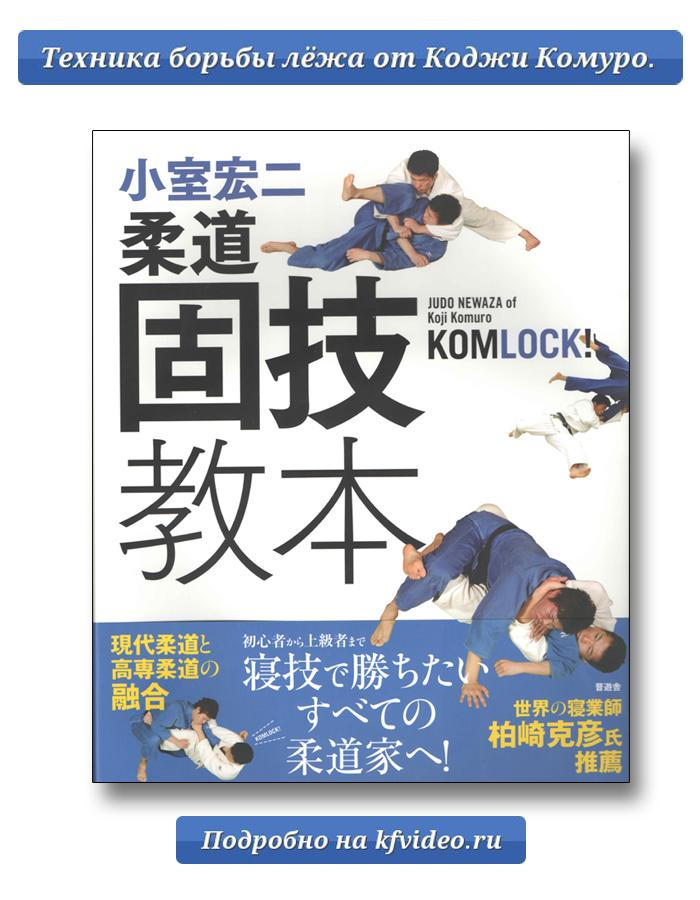 Техника борьбы лёжа от Коджи Комуро.
小室宏二
柔道
固技
JUDO NEWAZA of
Koji Komuro
KOMLOCK!
教本
現代柔道と
高専柔道の
融合
KOMLOCK!
初心者から上級者まで
寝技で勝ちたい
すべての
柔道家へ!
晋遊舎
世界の寝業師
柏崎克彦氏
推薦
Подробно на kfvideo.ru